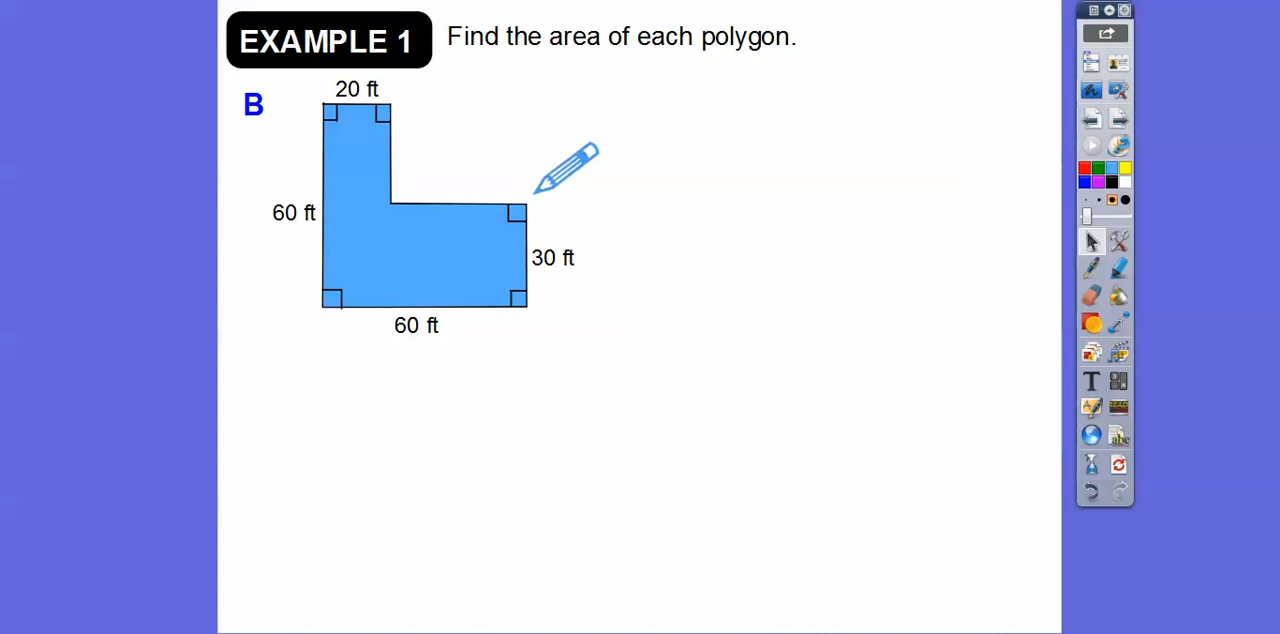 EXAMPLE 1 Find the area of each polygon.
B
20 ft
60 ft
30 ft
60 ft